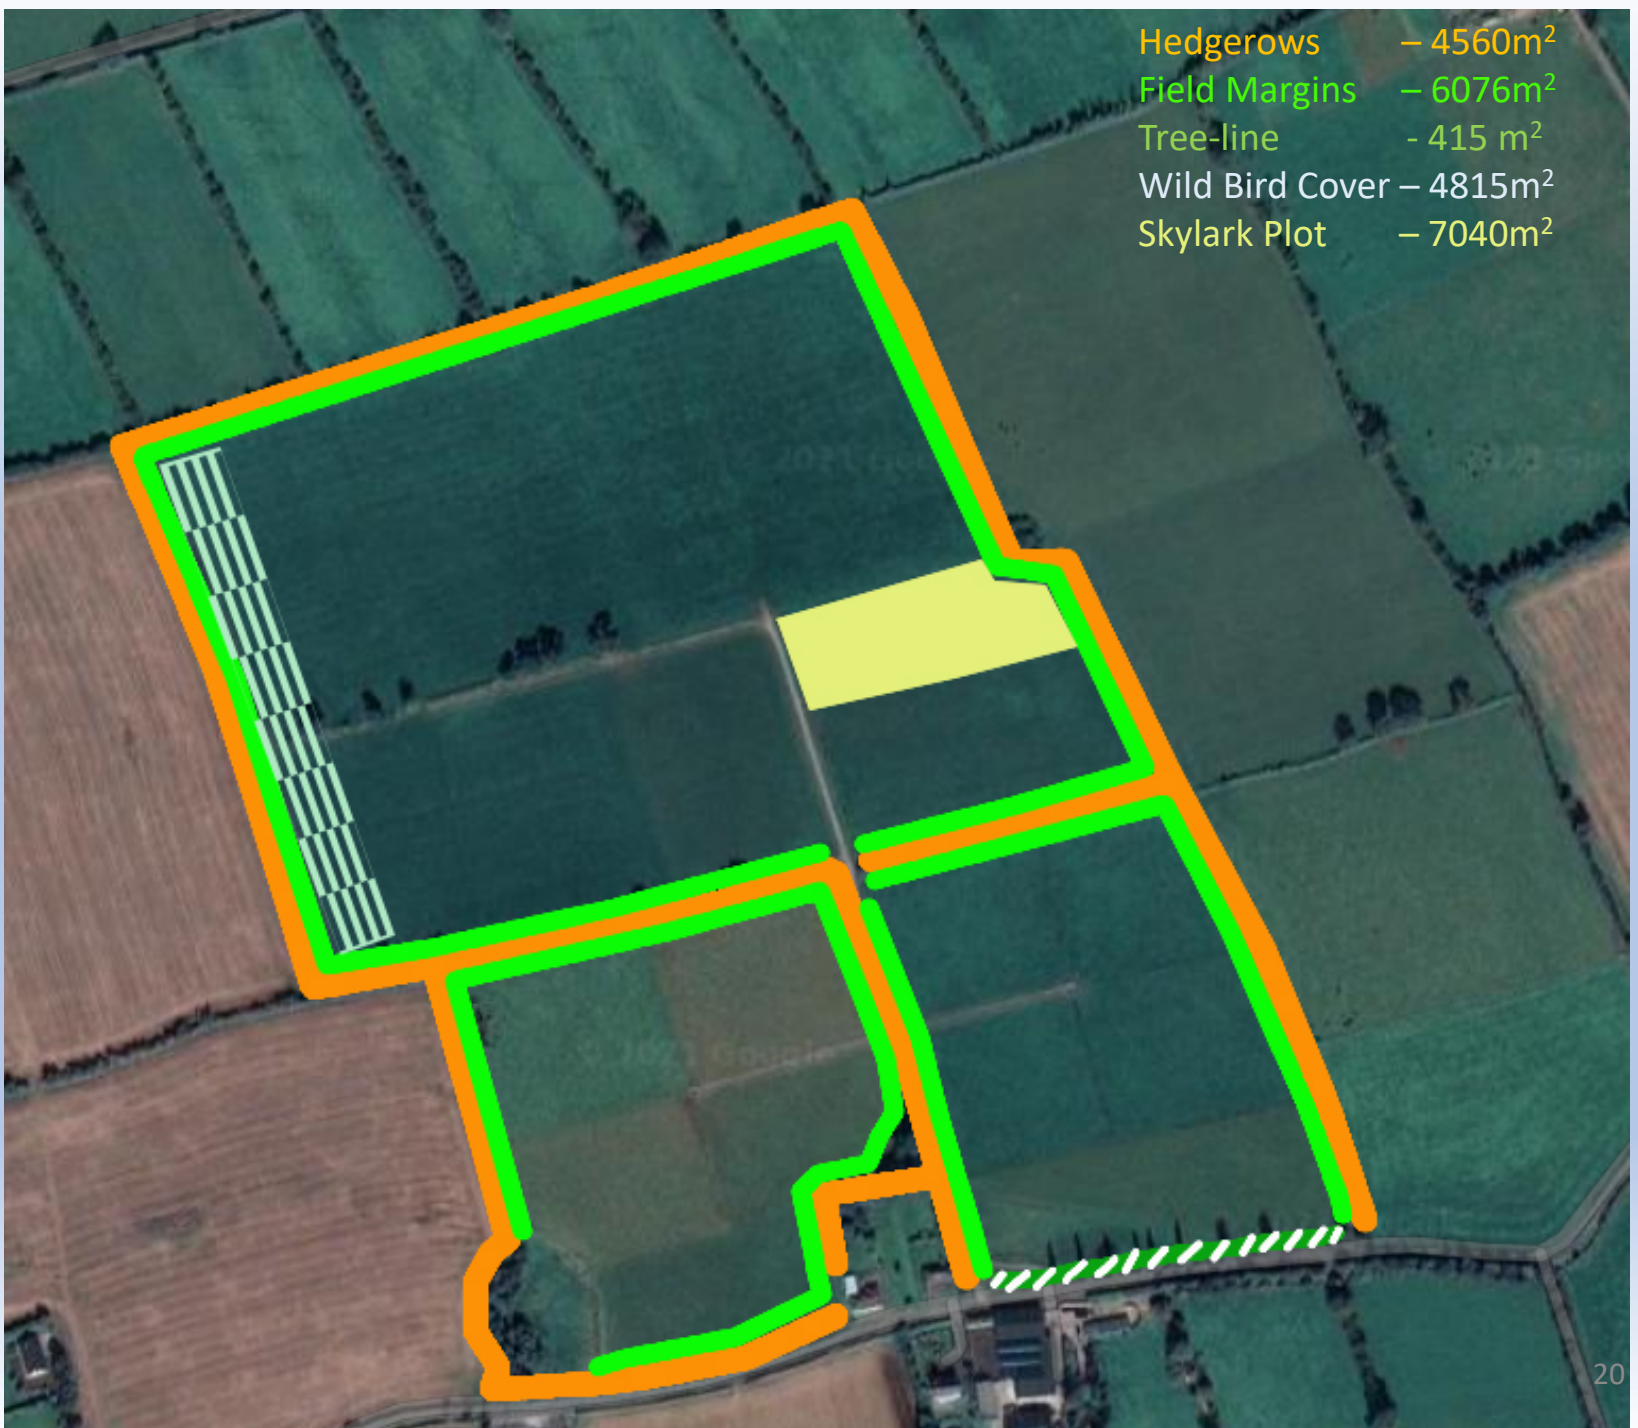 Hedgerows – 4560m²
Field Margins – 6076m²
Tree-line - 415 m²
Wild Bird Cover – 4815m²
Skylark Plot – 7040m²
20